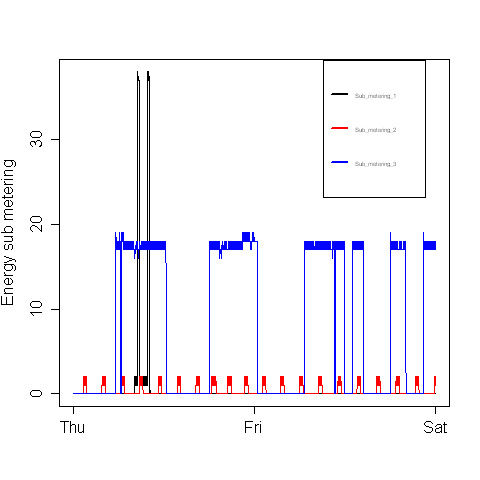 Sub_metering_1
Sub_metering_2
Sub_metering_3
Energy sub metering
30
20
10
0
Thu Fri Sat